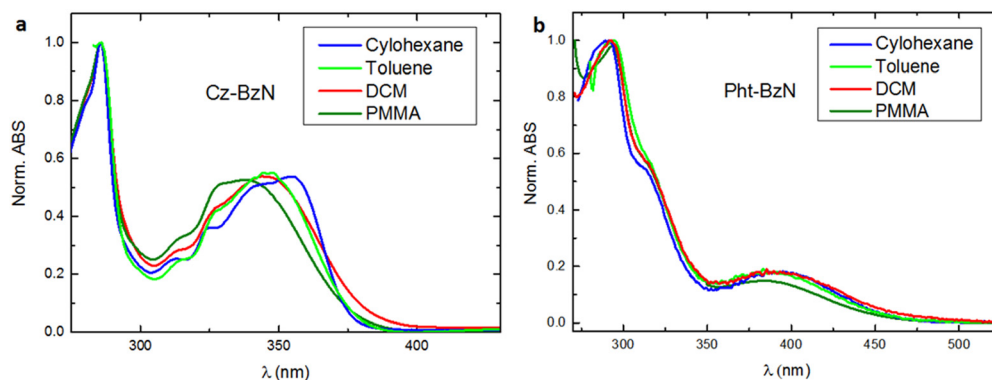 a
Cylohexane
Toluene
DCM
PMMA
Cz-BzN
Norm. ABS
1.0
0.8
0.6
0.4
0.2
0.0
300
350
400
λ (nm)
b
Cylohexane
Toluene
DCM
PMMA
Pht-BzN
Norm. ABS
1.0
0.8
0.6
0.4
0.2
0.0
300
350
400
450
500
λ (nm)